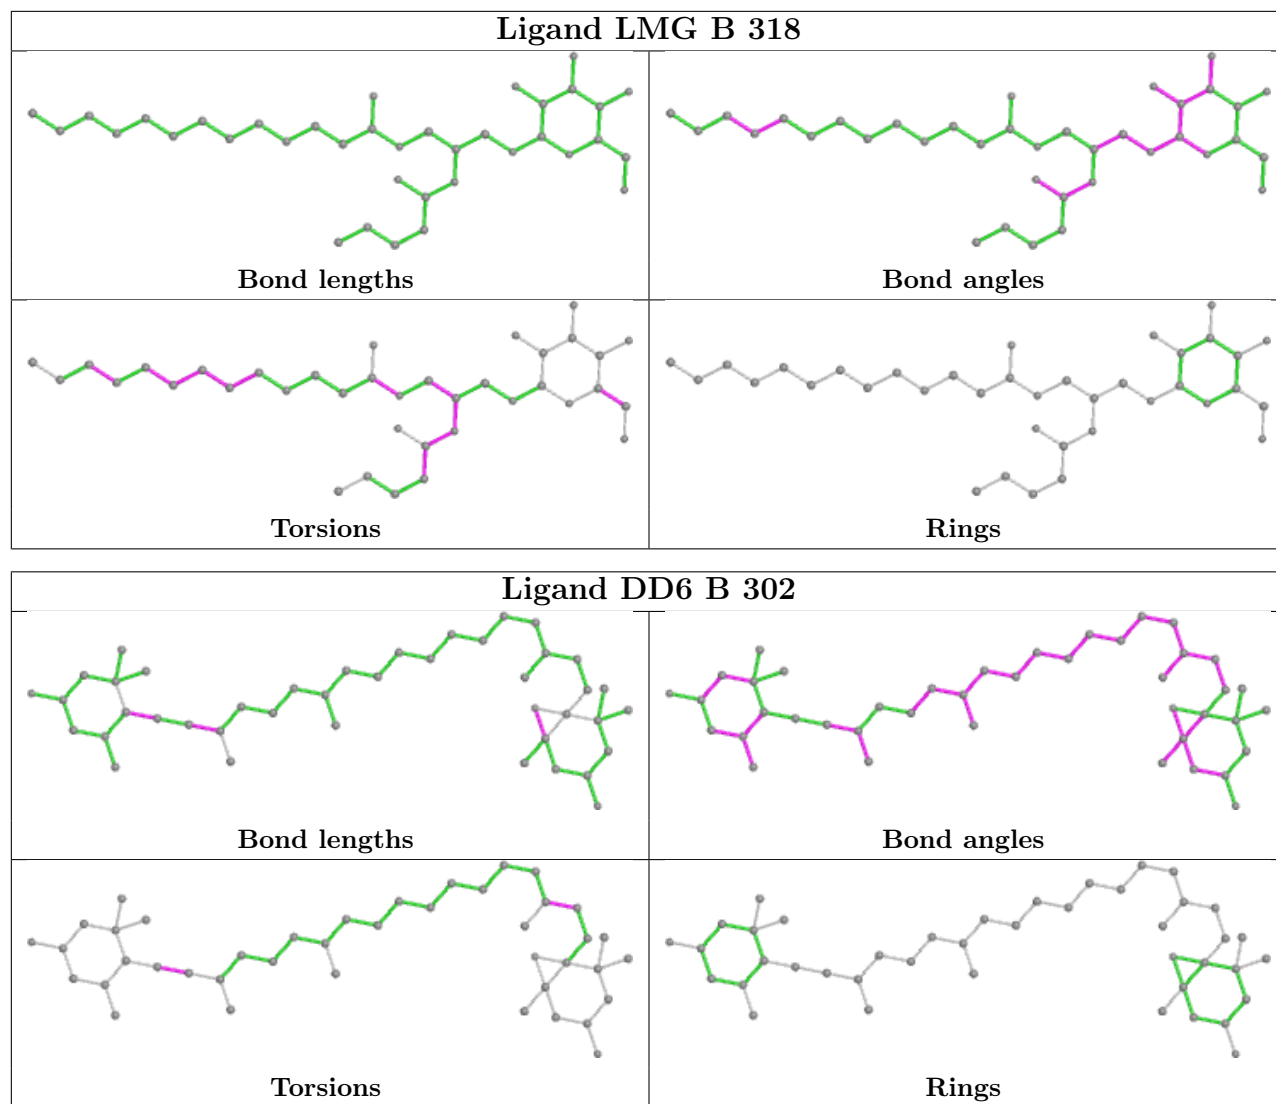 Ligand LMG B 318
Bond lengths
Bond angles
Torsions
Rings
Ligand DD6 B 302
Bond lengths
Bond angles
Torsions
Rings